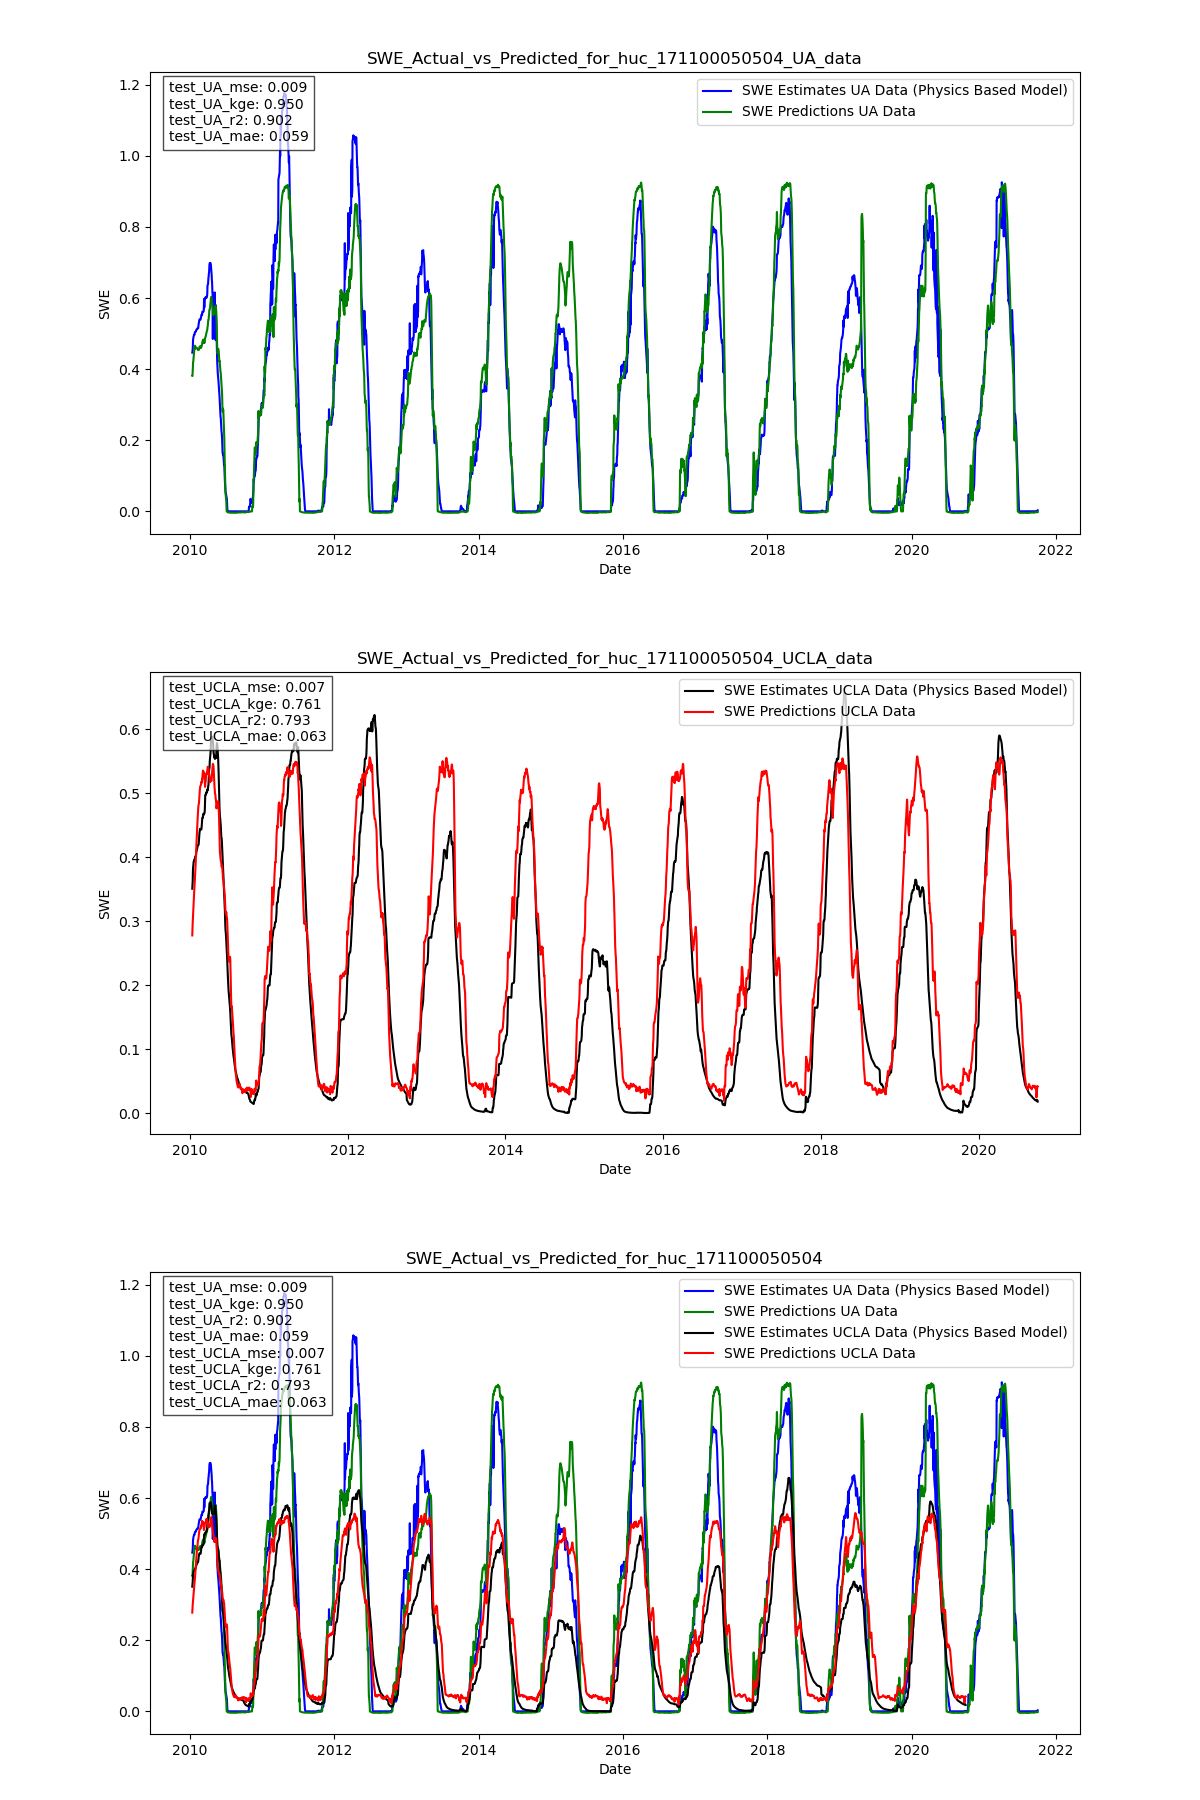 SWE_Actual_vs_Predicted_for_huc_171100050504_UA_data
test_UA_mse: 0.009
test_UA_kge: 0.950
test_UA_r2: 0.902
test_UA_mae: 0.059
SWE Estimates UA Data (Physics Based Model)
SWE Predictions UA Data
1.2
1.0
0.8
0.6
0.4
0.2
0.0
SWE
2010 2012 2014 2016 2018 2020 2022
Date
SWE_Actual_vs_Predicted_for_huc_171100050504_UCLA_data
test_UCLA_mse: 0.007
test_UCLA_kge: 0.761
test_UCLA_r2: 0.793
test_UCLA_mae: 0.063
SWE Estimates UCLA Data (Physics Based Model)
SWE Predictions UCLA Data
0.6
0.5
0.4
0.3
0.2
0.1
0.0
SWE
2010 2012 2014 2016 2018 2020
Date
SWE_Actual_vs_Predicted_for_huc_171100050504
test_UA_mse: 0.009
test_UA_kge: 0.950
test_UA_r2: 0.902
test_UA_mae: 0.059
test_UCLA_mse: 0.007
test_UCLA_kge: 0.761
test_UCLA_r2: 0.793
test_UCLA_mae: 0.063
SWE Estimates UA Data (Physics Based Model)
SWE Predictions UA Data
SWE Estimates UCLA Data (Physics Based Model)
SWE Predictions UCLA Data
1.2
1.0
0.8
0.6
0.4
0.2
0.0
SWE
2010 2012 2014 2016 2018 2020 2022
Date